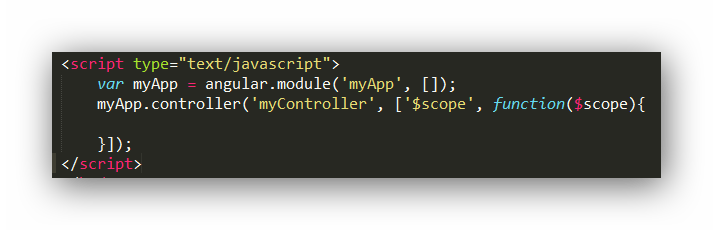 <script type="text/javascript">
    var myApp = angular.module('myApp', []);
    myApp.controller('myController', ['$scope', function($scope){

    }]);
</script>